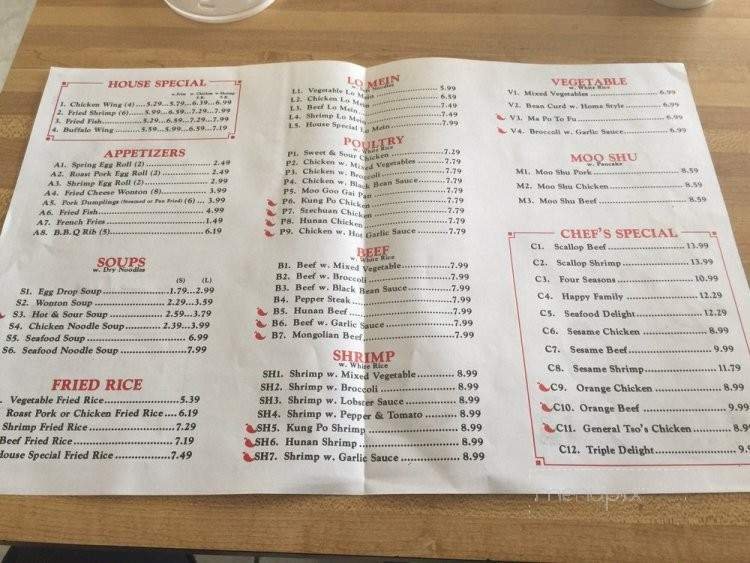 HOUSE SPECIAL
1. Chicken Wing (4) ....5.29...5.79...6.19...6.99
2. Fried Shrimp (6) ......5.99...6.29...7.29...7.99
3. Fried Fish ..............5.29...6.59...7.29...7.99
4. Buffalo Wing ........5.59...5.99...6.59...7.19
APPETIZERS
A1. Spring Egg Roll (2) ........ 2.49
A2. Roast Pork Egg Roll (2) ........ 2.49
A3. Shrimp Egg Roll (2) ........ 2.99
A4. Fried Cheese Wonton (8) ........ 3.99
A5. Pork Dumplings (Steamed or Pan Fried) (6) ... 3.99
A6. Fried Fish ........ 4.99
A7. French Fries ........ 1.49
A8. B.B.Q Rib (5) ........ 6.19
SOUPS
w. Dry Noodles
(S) (L)
S1. Egg Drop Soup ........1.79...2.99
S2. Wonton Soup ........2.29...3.59
S3. Hot & Sour Soup ........2.59...3.79
S4. Chicken Noodle Soup ........2.39...3.99
S5. Seafood Soup ........ 6.99
S6. Seafood Noodle Soup ........7.99
FRIED RICE
Vegetable Fried Rice ........5.39
Roast Pork or Chicken Fried Rice .... 6.19
Shrimp Fried Rice ........ 7.29
Beef Fried Rice ........ 7.19
House Special Fried Rice ........ 7.49
LO MEIN
L1. Vegetable Lo Mein ........ 5.99
L2. Chicken Lo Mein ........ 6.59
L3. Beef Lo Mein ........ 7.49
L4. Shrimp Lo Mein ........ 7.49
L5. House Special Lo Mein ........ 7.99
POULTRY
w. White Rice
P1. Sweet & Sour Chicken ........7.29
P2. Chicken w. Mixed Vegetables ........7.79
P3. Chicken w. Broccoli ........7.79
P4. Chicken w. Black Bean Sauce ........7.79
P5. Moo Goo Gai Pan ........7.79
P6. Kung Po Chicken ........7.79
P7. Szechuan Chicken ........7.79
P8. Hunan Chicken ........7.79
P9. Chicken w. Hot Garlic Sauce ........7.79
BEEF
w. White Rice
B1. Beef w. Mixed Vegetable ........7.99
B2. Beef w. Broccoli ........7.99
B3. Beef w. Black Bean Sauce ........7.99
B4. Pepper Steak ........7.99
B5. Hunan Beef ........7.99
B6. Beef w. Garlic Sauce ........7.99
B7. Mongolian Beef ........7.99
SHRIMP
w. White Rice
SH1. Shrimp w. Mixed Vegetable ........ 8.99
SH2. Shrimp w. Broccoli ........ 8.99
SH3. Shrimp w. Lobster Sauce ........ 8.99
SH4. Shrimp w. Pepper & Tomato ........ 8.99
SH5. Kung Po Shrimp ........ 8.99
SH6. Hunan Shrimp ........ 8.99
SH7. Shrimp w. Garlic Sauce ........ 8.99
VEGETABLE
w. White Rice
V1. Mixed Vegetables ........ 6.99
V2. Bean Curd w. Home Style ........ 6.99
V3. Ma Po To Fu ........ 6.99
V4. Broccoli w. Garlic Sauce ........ 6.99
MOO SHU
w. Pancake
M1. Moo Shu Pork ........ 8.59
M2. Moo Shu Chicken ........ 8.59
M3. Moo Shu Beef ........ 8.59
CHEF'S SPECIAL
C1. Scallop Beef ........ 13.99
C2. Scallop Shrimp ........ 13.99
C3. Four Seasons ........ 10.99
C4. Happy Family ........ 12.29
C5. Seafood Delight ........ 12.29
C6. Sesame Chicken ........ 8.99
C7. Sesame Beef ........ 9.99
C8. Sesame Shrimp ........11.79
C9. Orange Chicken ........ 8.99
C10. Orange Beef ........ 9.99
C11. General Tso's Chicken ........ 8.99
C12. Triple Delight ........ 9.9
menupix